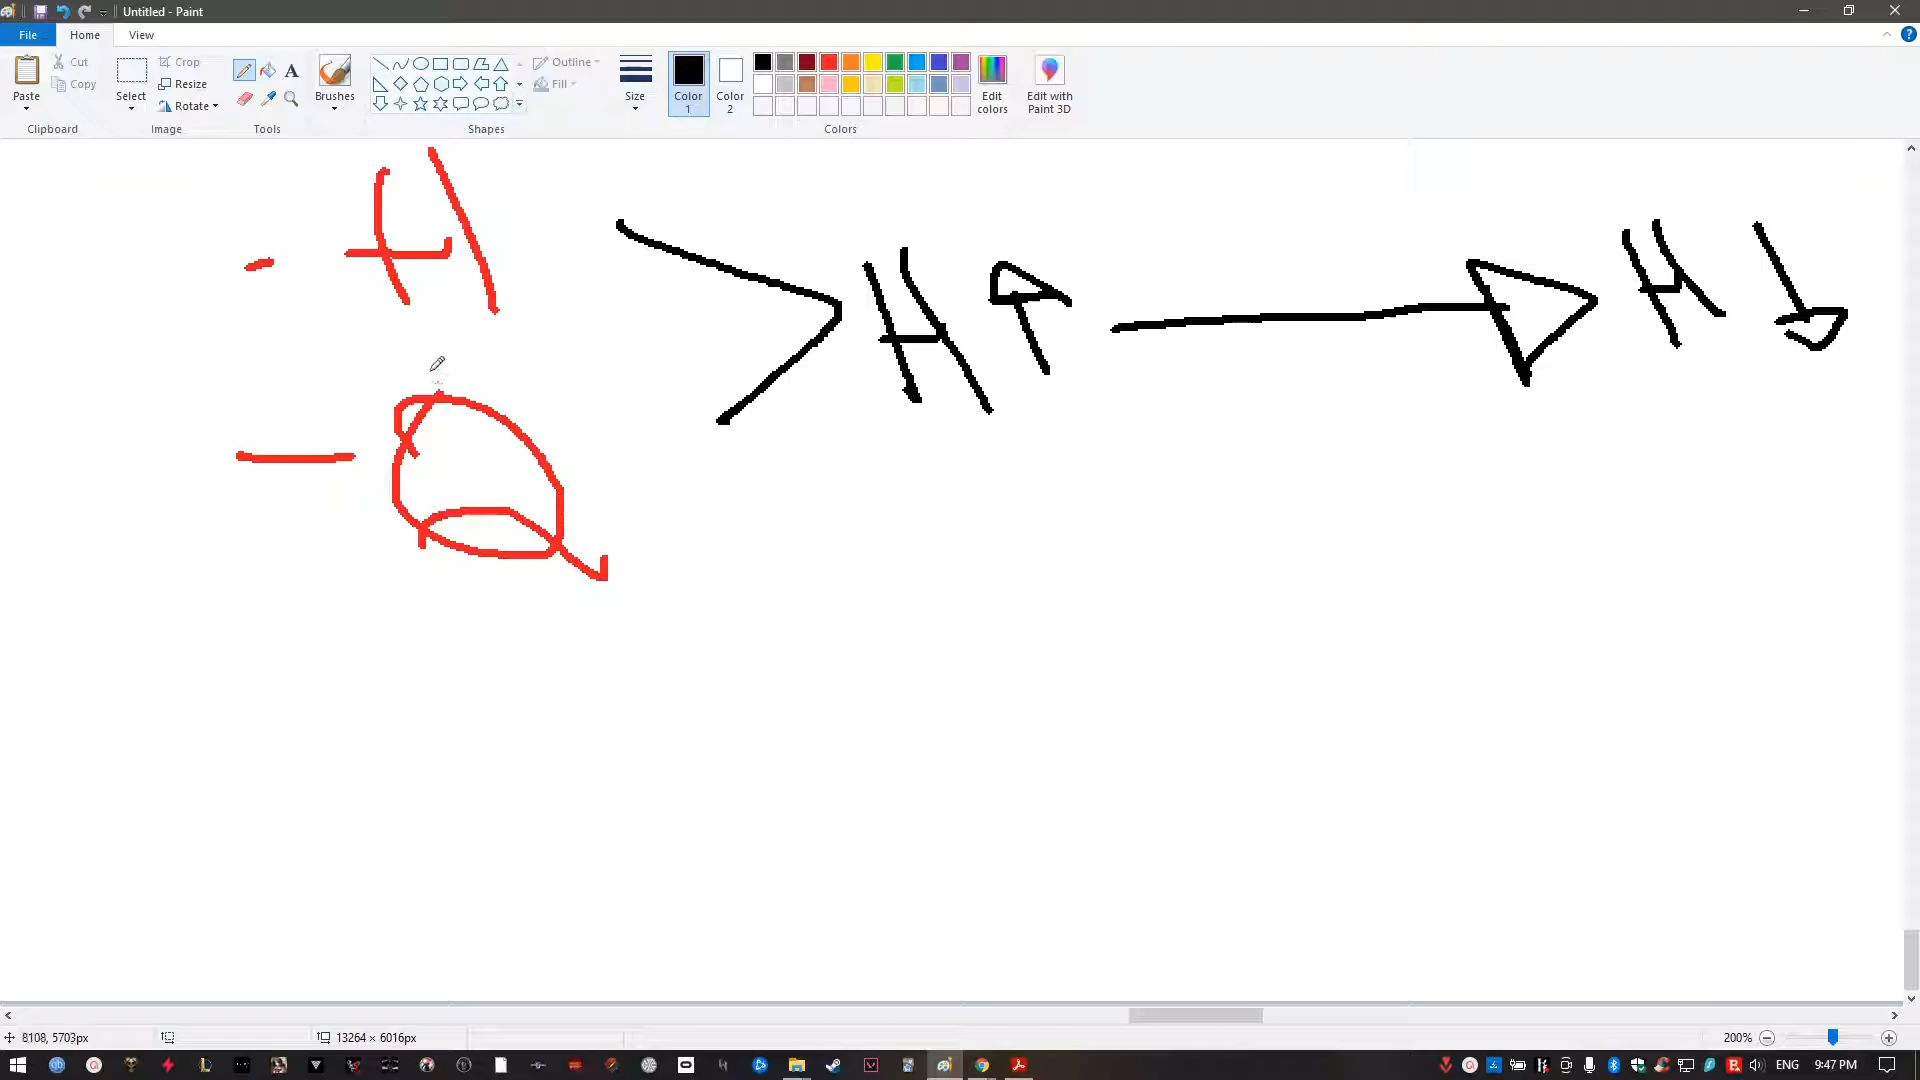 Untitled - Paint
File Home View
Paste
Cut
Copy
Clipboard
Select
Crop
Resize
Rotate
Image
A
Tools
Brushes
Outline
Fill
Shapes
Size
Color 1
Color 2
Edit colors
Edit with Paint 3D
Colors
- H
- Q
H ↑
H ↓
8108, 5703px
13264 × 6016px
200%
ENG
9:47 PM